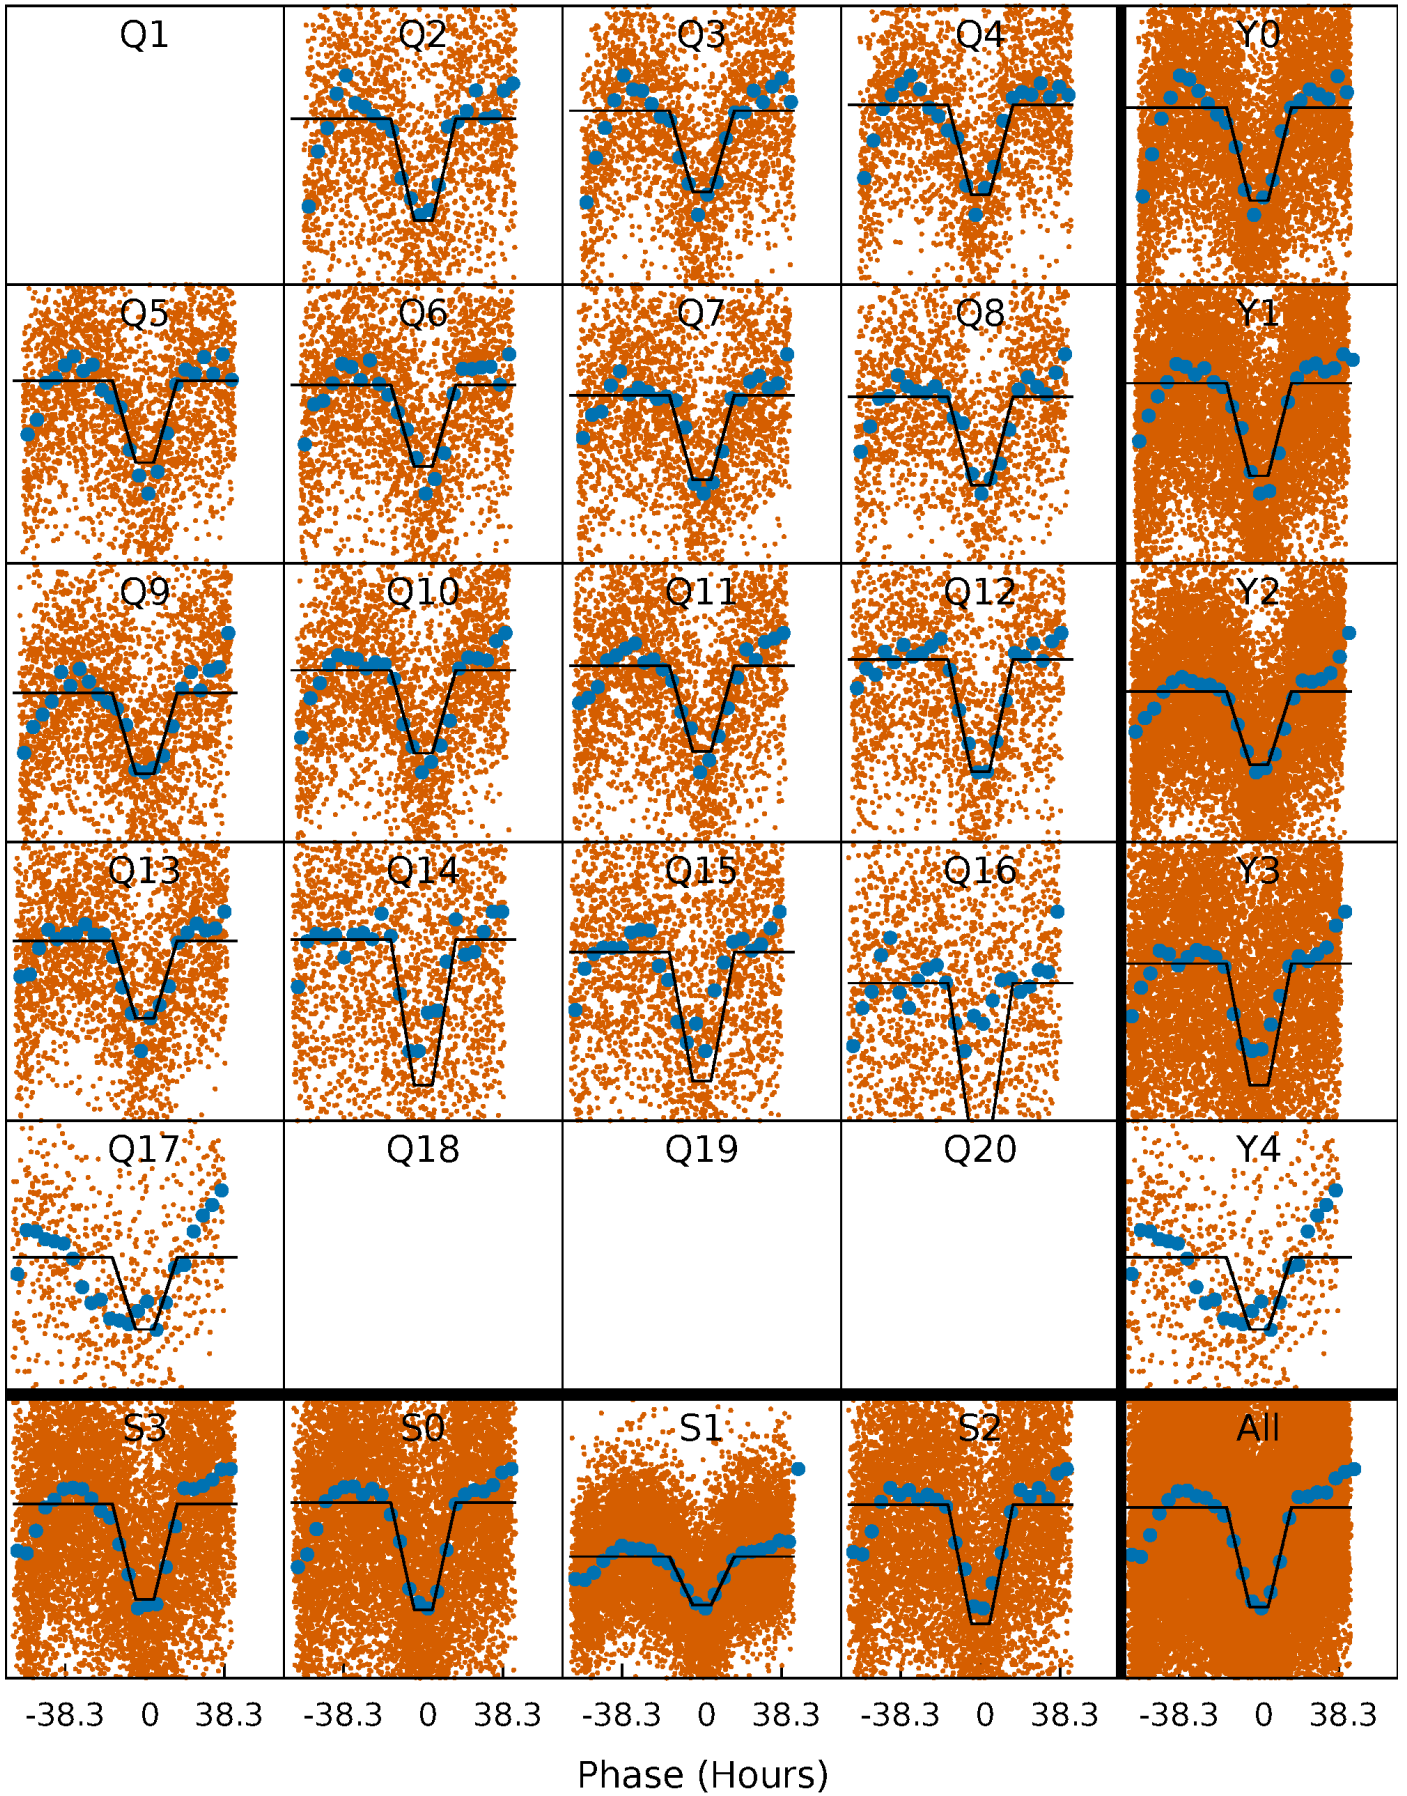 Q1 Q2 Q3 Q4 Y0
Q5 Q6 Q7 Q8 Y1
Q9 Q10 Q11 Q12 Y2
Q13 Q14 Q15 Q16 Y3
Q17 Q18 Q19 Q20 Y4
S3 S0 S1 S2 All
-38.3 0 38.3 -38.3 0 38.3 -38.3 0 38.3 -38.3 0 38.3 -38.3 0 38.3
Phase (Hours)